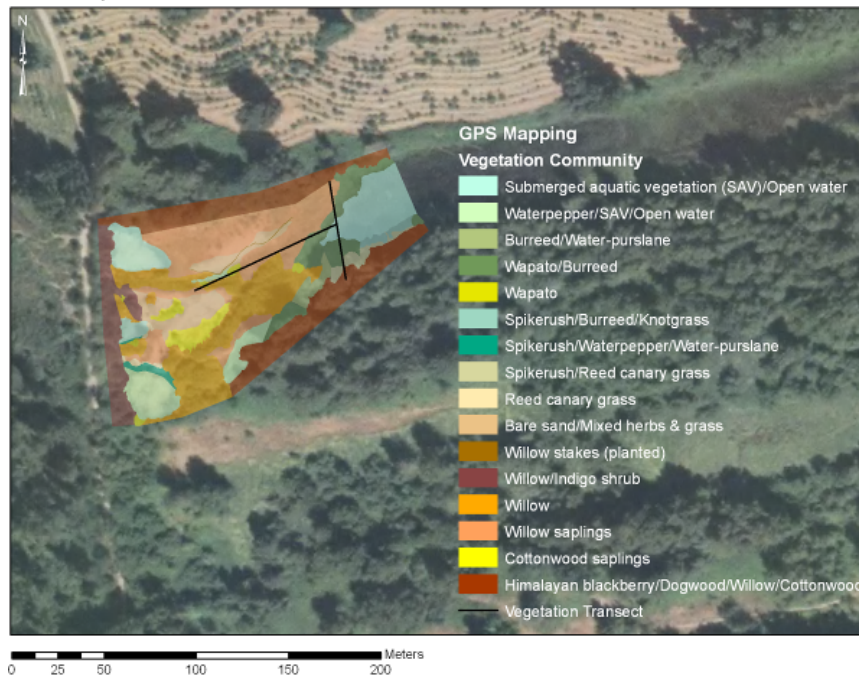 N
GPS Mapping
Vegetation Community
Submerged aquatic vegetation (SAV)/Open water
Waterpepper/SAV/Open water
Burreed/Water-purslane
Wapato/Burreed
Wapato
Spikerush/Burreed/Knotgrass
Spikerush/Waterpepper/Water-purslane
Spikerush/Reed canary grass
Reed canary grass
Bare sand/Mixed herbs & grass
Willow stakes (planted)
Willow/Indigo shrub
Willow
Willow saplings
Cottonwood saplings
Himalayan blackberry/Dogwood/Willow/Cottonwood
Vegetation Transect
Meters
0 25 50 100 150 200